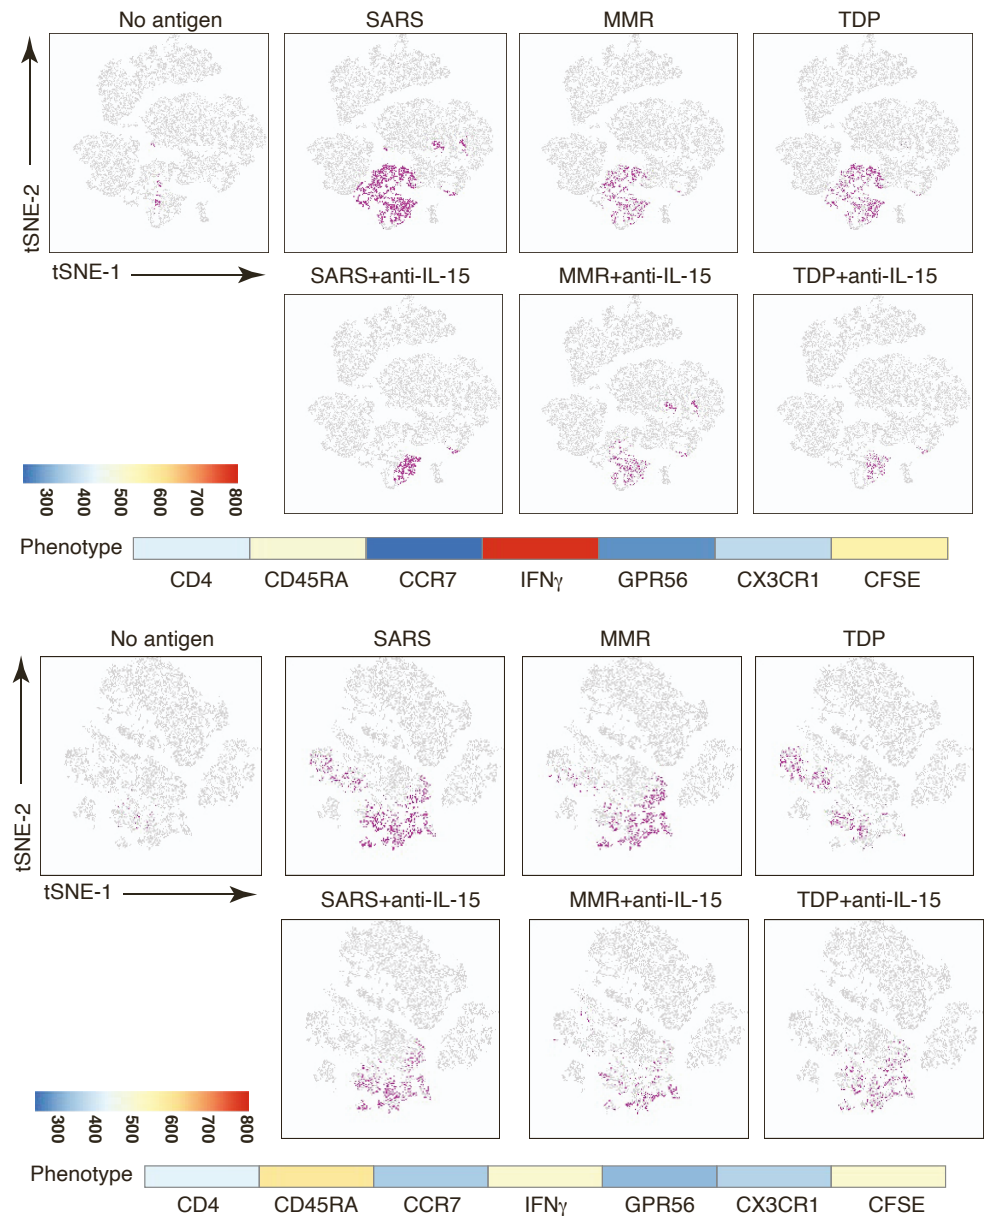 No antigen SARS MMR TDP
tSNE-2
tSNE-1
SARS+anti-IL-15 MMR+anti-IL-15 TDP+anti-IL-15
300 400 500 600 700 800
Phenotype
CD4 CD45RA CCR7 IFNγ GPR56 CX3CR1 CFSE
No antigen SARS MMR TDP
tSNE-2
tSNE-1
SARS+anti-IL-15 MMR+anti-IL-15 TDP+anti-IL-15
300 400 500 600 700 800
Phenotype
CD4 CD45RA CCR7 IFNγ GPR56 CX3CR1 CFSE